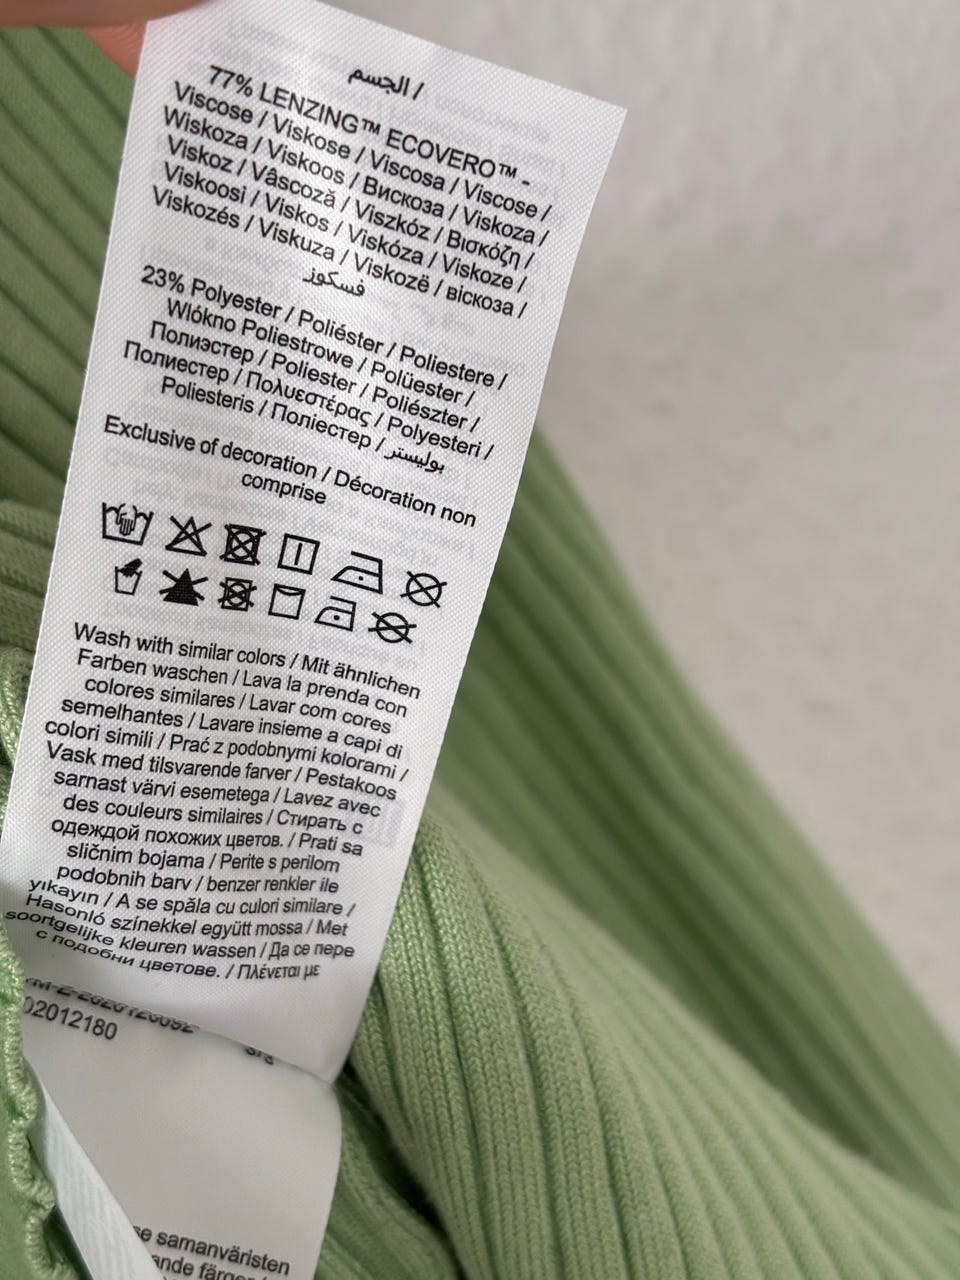 الجسم /
77% LENZING™ ECOVERO™ -
Viscose / Viskose / Viscosa / Viscose /
Wiskoza / Viskoos / Вискоза / Viskoza /
Viskoz / Vâscoză / Viszkóz / Βισκόζη /
Viskoosi / Viskos / Viskóza / Viskoze /
Viskozés / Viskuza / Viskozë / віскоза /
فسكوز
23% Polyester / Poliéster / Poliestere /
Wlókno Poliestrowe / Polüester /
Полиэстер / Poliester / Poliészter /
Полиестер / Πολυεστέρας / Polyesteri /
Poliesteris / Поліестер / بوليستر
Exclusive of decoration / Décoration non
comprise
Wash with similar colors / Mit ähnlichen
Farben waschen / Lava la prenda con
colores similares / Lavar com cores
semelhantes / Lavare insieme a capi di
colori simili / Prać z podobnymi kolorami /
Vask med tilsvarende farver / Pestakoos
sarnast värvi esemetega / Lavez avec
des couleurs similaires / Стирать с
одеждой похожих цветов. / Prati sa
sličnim bojama / Perite s perilom
podobnih barv / benzer renkler ile
yıkayın / A se spăla cu culori similare /
Hasonló színekkel együtt mossa / Met
soortgelijke kleuren wassen / Да се пере
с подобни цветове. / Πλένεται με
02012180
3/3
se samanväristen